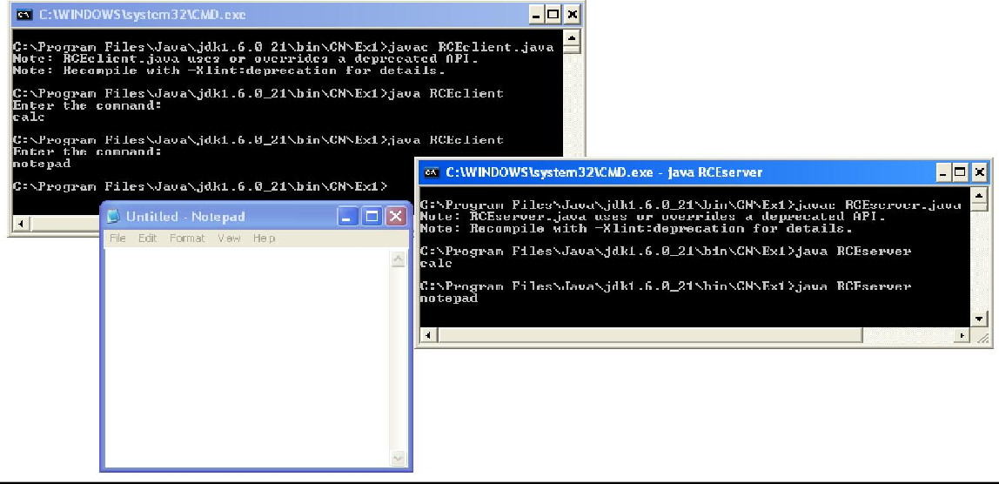 C:\WINDOWS\system32\CMD.exe
C:\Program Files\Java\jdk1.6.0_21\bin\CN\Ex1>javac RCEclient.java
Note: RCEclient.java uses or overrides a deprecated API.
Note: Recompile with -Xlint:deprecation for details.
C:\Program Files\Java\jdk1.6.0_21\bin\CN\Ex1>java RCEclient
Enter the command:
calc
C:\Program Files\Java\jdk1.6.0_21\bin\CN\Ex1>java RCEclient
Enter the command:
notepad
C:\Program Files\Java\jdk1.6.0_21\bin\CN\Ex1>
Untitled - Notepad
File Edit Format View Help
C:\WINDOWS\system32\CMD.exe - java RCEserver
C:\Program Files\Java\jdk1.6.0_21\bin\CN\Ex1>javac RCEserver.java
Note: RCEserver.java uses or overrides a deprecated API.
Note: Recompile with -Xlint:deprecation for details.
C:\Program Files\Java\jdk1.6.0_21\bin\CN\Ex1>java RCEserver
calc
C:\Program Files\Java\jdk1.6.0_21\bin\CN\Ex1>java RCEserver
notepad